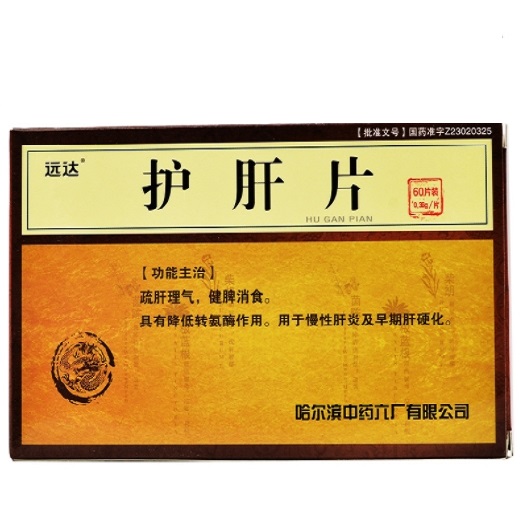 【批准文号】国药准字Z23020325
远达®
护肝片
HU GAN PIAN
60片装
0.36g/片
【功能主治】
疏肝理气，健脾消食。
具有降低转氨酶作用。用于慢性肝炎及早期肝硬化。
哈尔滨中药六厂有限公司